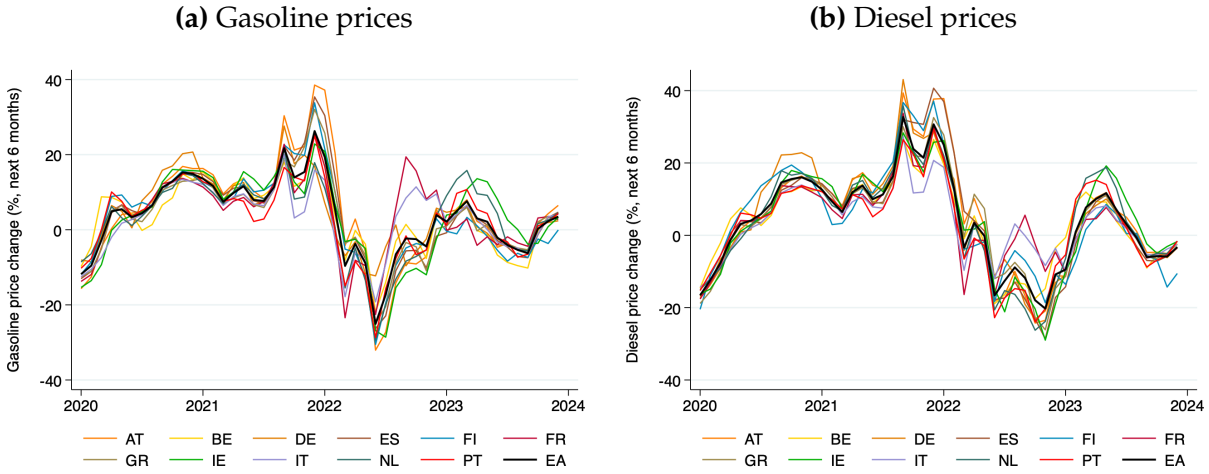 (a) Gasoline prices
Gasoline price change (%, next 6 months)
40
20
0
-20
-40
2020 2021 2022 2023 2024
AT BE DE ES FI FR
GR IE IT NL PT EA
(b) Diesel prices
Diesel price change (%, next 6 months)
40
20
0
-20
-40
2020 2021 2022 2023 2024
AT BE DE ES FI FR
GR IE IT NL PT EA